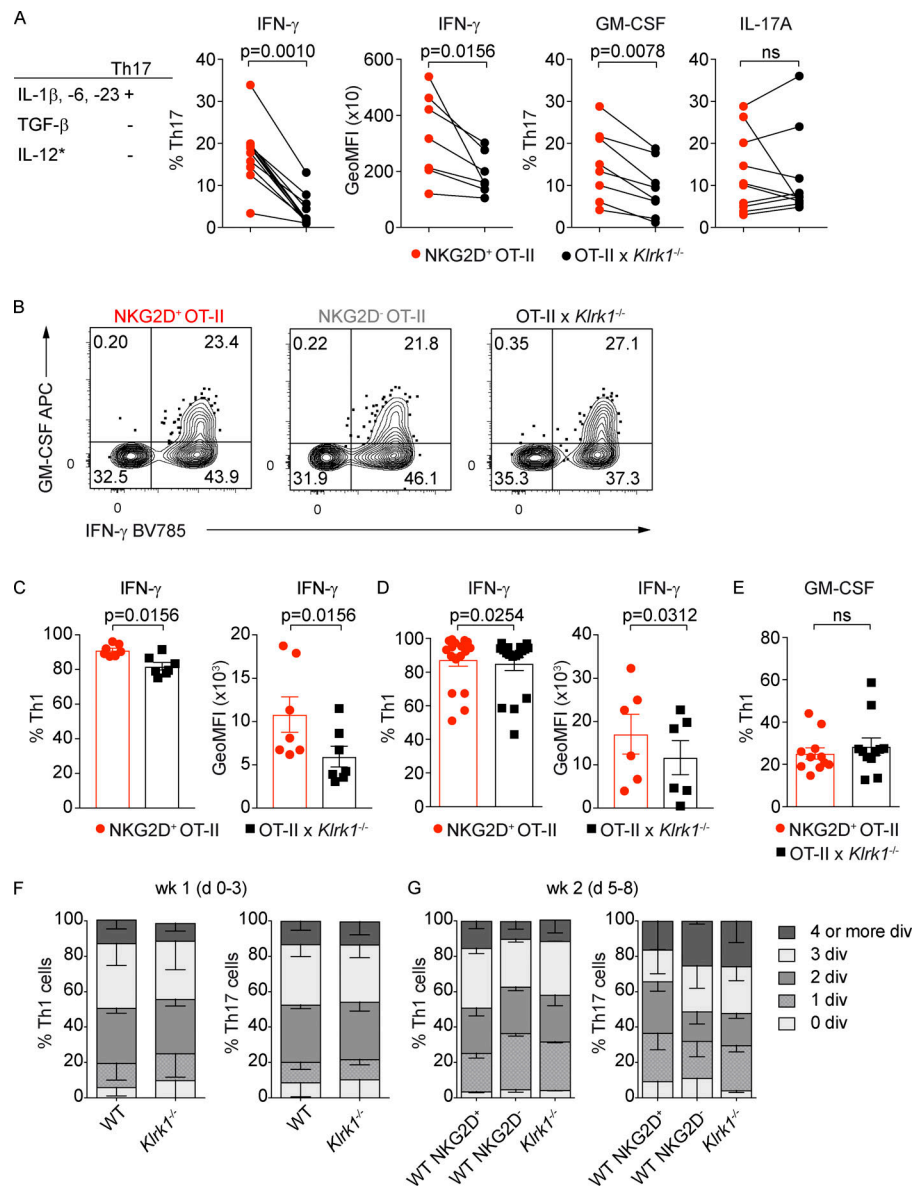 A
Th17
IL-1β, -6, -23 +
TGF-β -
IL-12* -
IFN-γ
p=0.0010
% Th17
40
30
20
10
0
IFN-γ
p=0.0156
GeoMFI (x10)
600
400
200
0
GM-CSF
p=0.0078
% Th17
40
30
20
10
0
IL-17A
ns
40
30
20
10
0
NKG2D⁺ OT-II
OT-II x Klrk1⁻/⁻
B
NKG2D⁺ OT-II
0.20 23.4
32.5 43.9
0
0
NKG2D⁻ OT-II
0.22 21.8
31.9 46.1
0
0
OT-II x Klrk1⁻/⁻
0.35 27.1
35.3 37.3
0
0
GM-CSF APC
IFN-γ BV785
C
IFN-γ
p=0.0156
% Th1
100
80
60
40
20
0
IFN-γ
p=0.0156
GeoMFI (x10³)
20
15
10
5
0
NKG2D⁺ OT-II
OT-II x Klrk1⁻/⁻
D
IFN-γ
p=0.0254
% Th1
100
80
60
40
20
0
IFN-γ
p=0.0312
GeoMFI (x10³)
40
30
20
10
0
NKG2D⁺ OT-II
OT-II x Klrk1⁻/⁻
E
GM-CSF
ns
% Th1
80
60
40
20
0
NKG2D⁺ OT-II
OT-II x Klrk1⁻/⁻
F
wk 1 (d 0-3)
% Th1 cells
100
80
60
40
20
0
WT
Klrk1⁻/⁻
% Th17 cells
100
80
60
40
20
0
WT
Klrk1⁻/⁻
G
wk 2 (d 5-8)
% Th1 cells
100
80
60
40
20
0
WT NKG2D⁺
WT NKG2D⁻
Klrk1⁻/⁻
% Th17 cells
100
80
60
40
20
0
WT NKG2D⁺
WT NKG2D⁻
Klrk1⁻/⁻
4 or more div
3 div
2 div
1 div
0 div